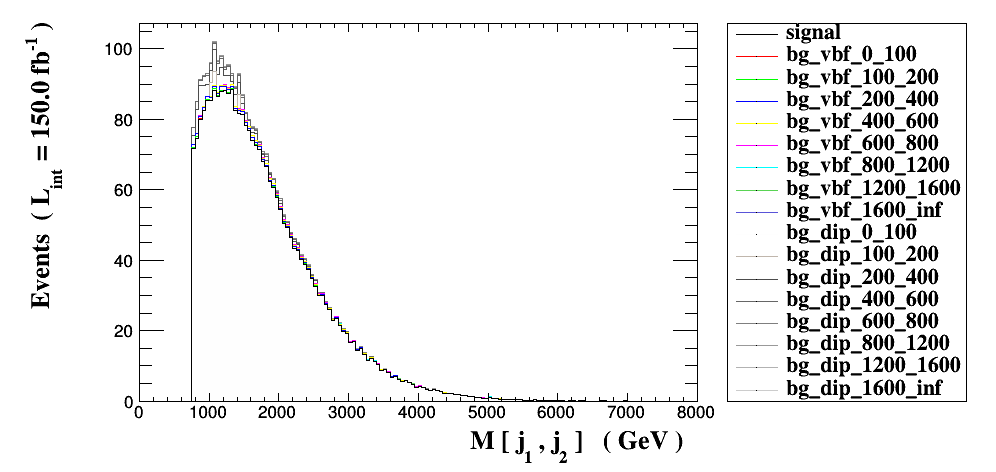 Events ( L_int = 150.0 fb^-1 )
100
80
60
40
20
0
0 1000 2000 3000 4000 5000 6000 7000 8000
M [ j_1 , j_2 ] ( GeV )
signal
bg_vbf_0_100
bg_vbf_100_200
bg_vbf_200_400
bg_vbf_400_600
bg_vbf_600_800
bg_vbf_800_1200
bg_vbf_1200_1600
bg_vbf_1600_inf
bg_dip_0_100
bg_dip_100_200
bg_dip_200_400
bg_dip_400_600
bg_dip_600_800
bg_dip_800_1200
bg_dip_1200_1600
bg_dip_1600_inf